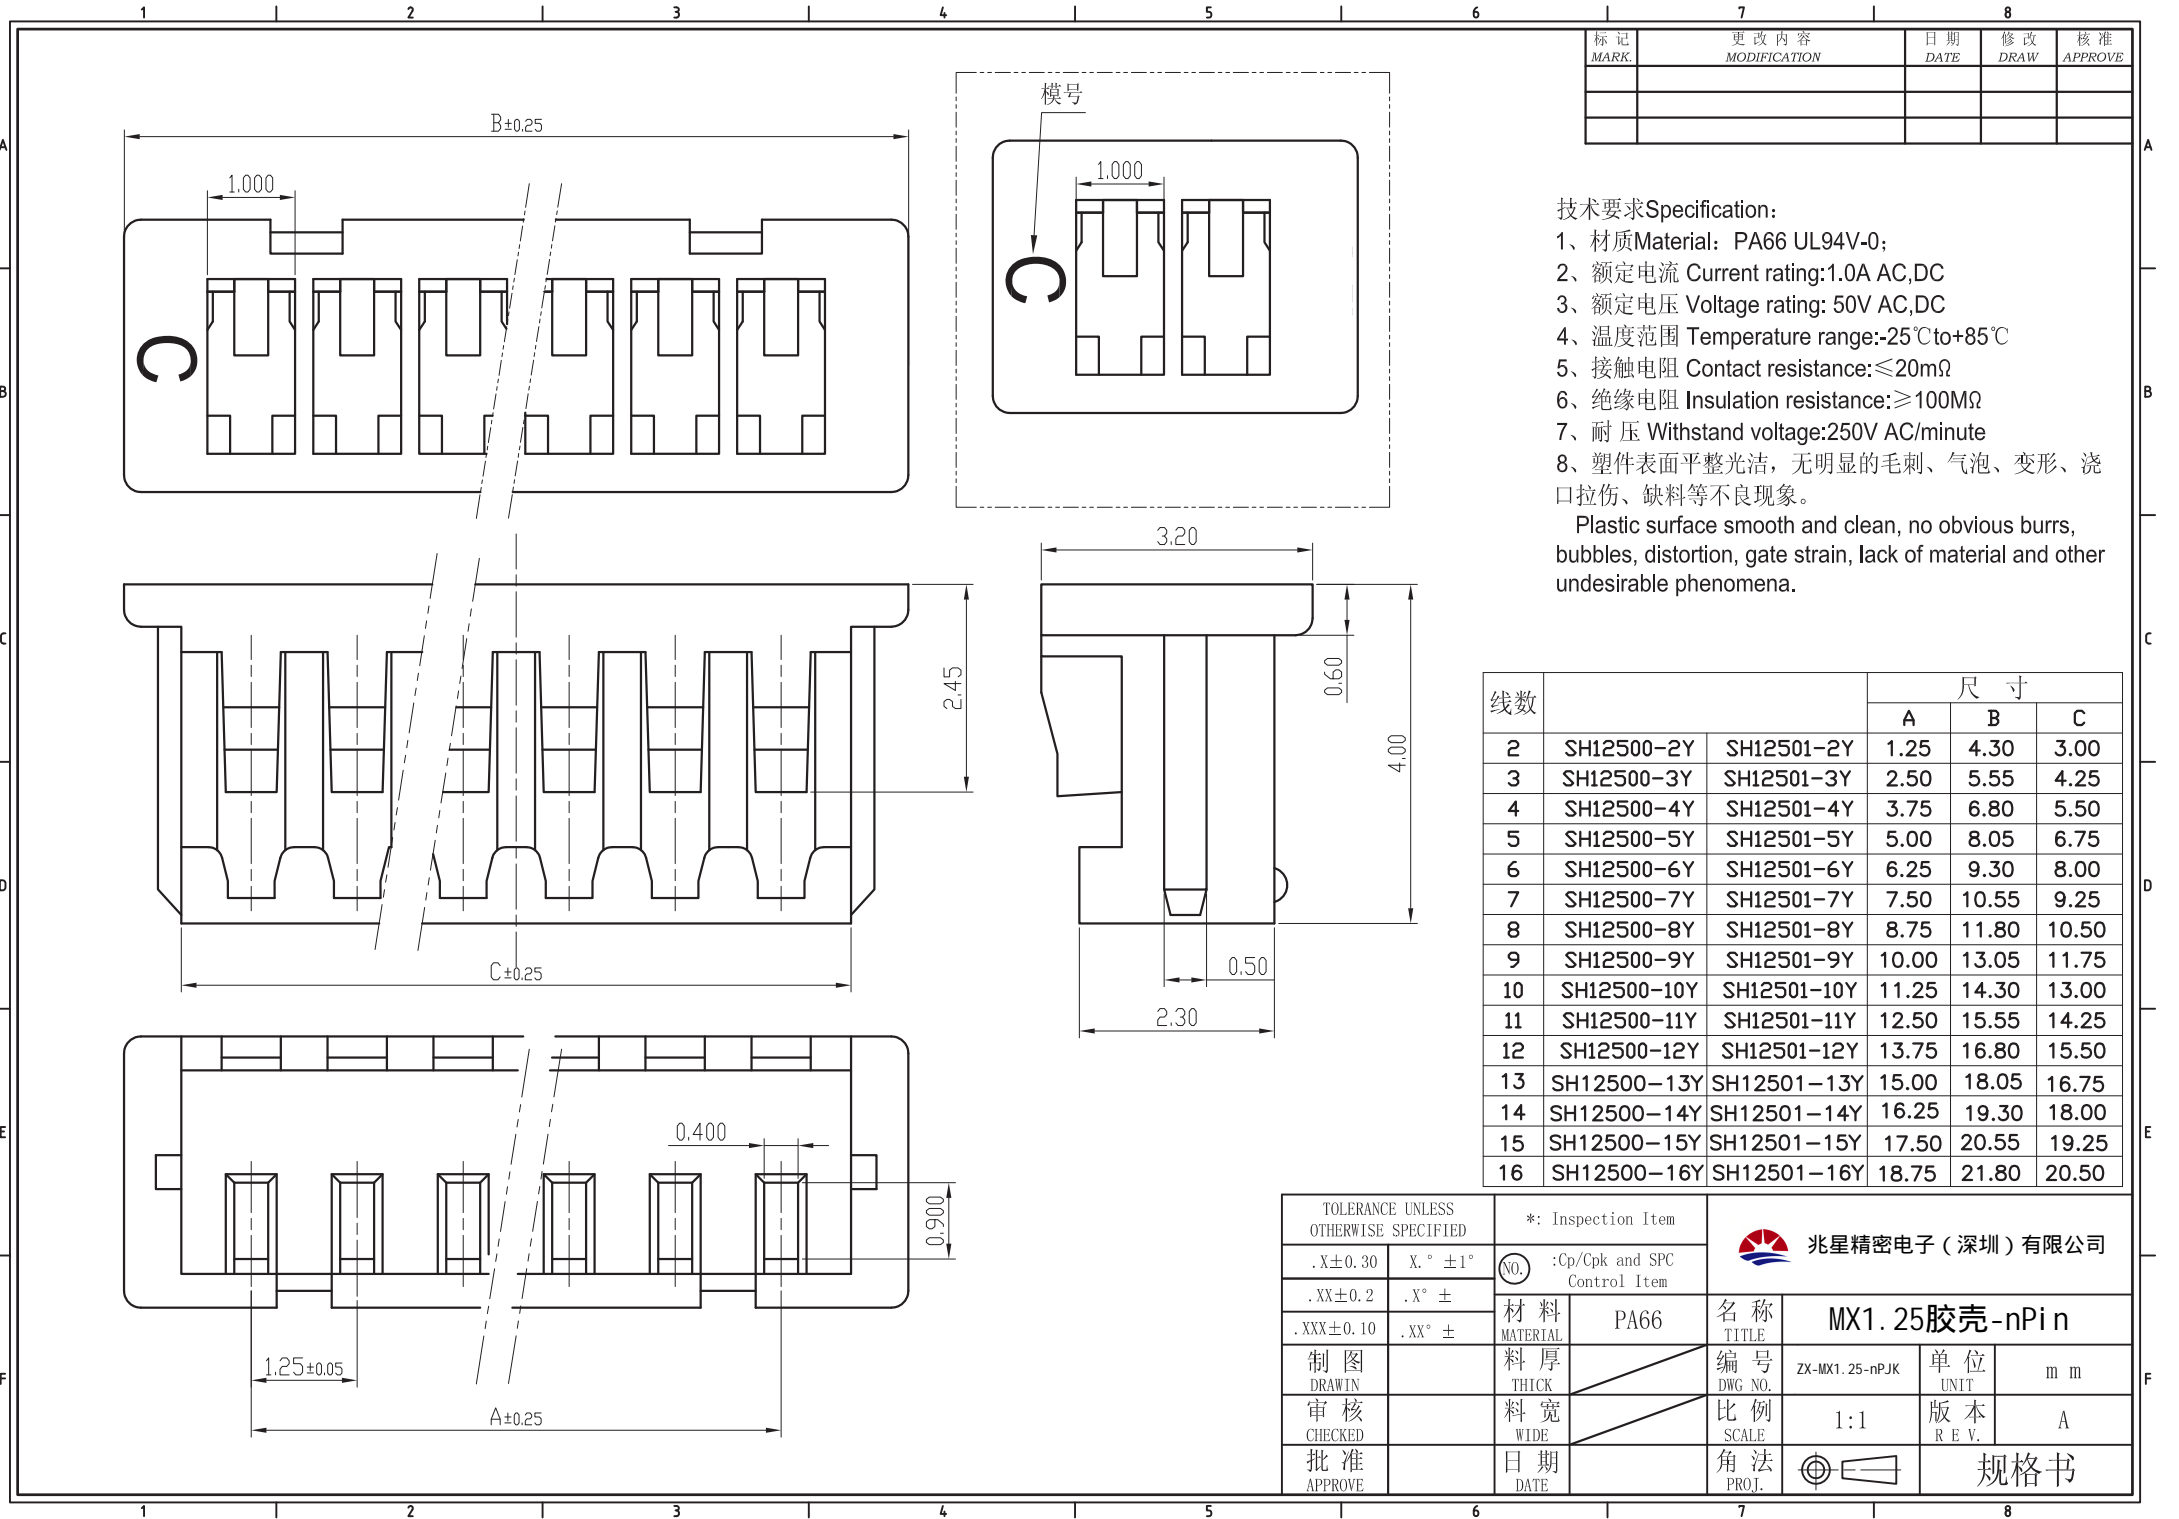 1 2 3 4 5 6 7 8
标记 更改内容 日期 修改 核准
MARK. MODIFICATION DATE DRAW APPROVE
A A
B B
C C
D D
E E
F F
B±0.25
1.000
C
模号
1.000
C
技术要求Specification:
1、材质Material: PA66 UL94V-0;
2、额定电流 Current rating:1.0A AC,DC
3、额定电压 Voltage rating: 50V AC,DC
4、温度范围 Temperature range:-25℃to+85℃
5、接触电阻 Contact resistance:≤20mΩ
6、绝缘电阻 Insulation resistance:≥100MΩ
7、耐 压 Withstand voltage:250V AC/minute
8、塑件表面平整光洁，无明显的毛刺、气泡、变形、浇
口拉伤、缺料等不良现象。
Plastic surface smooth and clean, no obvious burrs,
bubbles, distortion, gate strain, lack of material and other
undesirable phenomena.
2.45
C±0.25
3.20
0.60
4.00
0.50
2.30
0.400
0.900
1.25±0.05
A±0.25
线数 尺 寸
A B C
2 SH12500-2Y SH12501-2Y 1.25 4.30 3.00
3 SH12500-3Y SH12501-3Y 2.50 5.55 4.25
4 SH12500-4Y SH12501-4Y 3.75 6.80 5.50
5 SH12500-5Y SH12501-5Y 5.00 8.05 6.75
6 SH12500-6Y SH12501-6Y 6.25 9.30 8.00
7 SH12500-7Y SH12501-7Y 7.50 10.55 9.25
8 SH12500-8Y SH12501-8Y 8.75 11.80 10.50
9 SH12500-9Y SH12501-9Y 10.00 13.05 11.75
10 SH12500-10Y SH12501-10Y 11.25 14.30 13.00
11 SH12500-11Y SH12501-11Y 12.50 15.55 14.25
12 SH12500-12Y SH12501-12Y 13.75 16.80 15.50
13 SH12500-13Y SH12501-13Y 15.00 18.05 16.75
14 SH12500-14Y SH12501-14Y 16.25 19.30 18.00
15 SH12500-15Y SH12501-15Y 17.50 20.55 19.25
16 SH12500-16Y SH12501-16Y 18.75 21.80 20.50
TOLERANCE UNLESS
OTHERWISE SPECIFIED
.X±0.30 X.° ±1°
.XX±0.2 .X° ±
.XXX±0.10 .XX° ±
*: Inspection Item
NO. :Cp/Cpk and SPC
Control Item
兆星精密电子（深圳）有限公司
材料 PA66
MATERIAL
名称 MX1.25胶壳-nPin
TITLE
制图
DRAWIN
料厚
THICK
编号 ZX-MX1.25-nPJK
DWG NO.
单位 m m
UNIT
审核
CHECKED
料宽
WIDE
比例 1:1
SCALE
版本 A
R E V.
批准
APPROVE
日期
DATE
角法
PROJ.
规格书
1 2 3 4 5 6 7 8